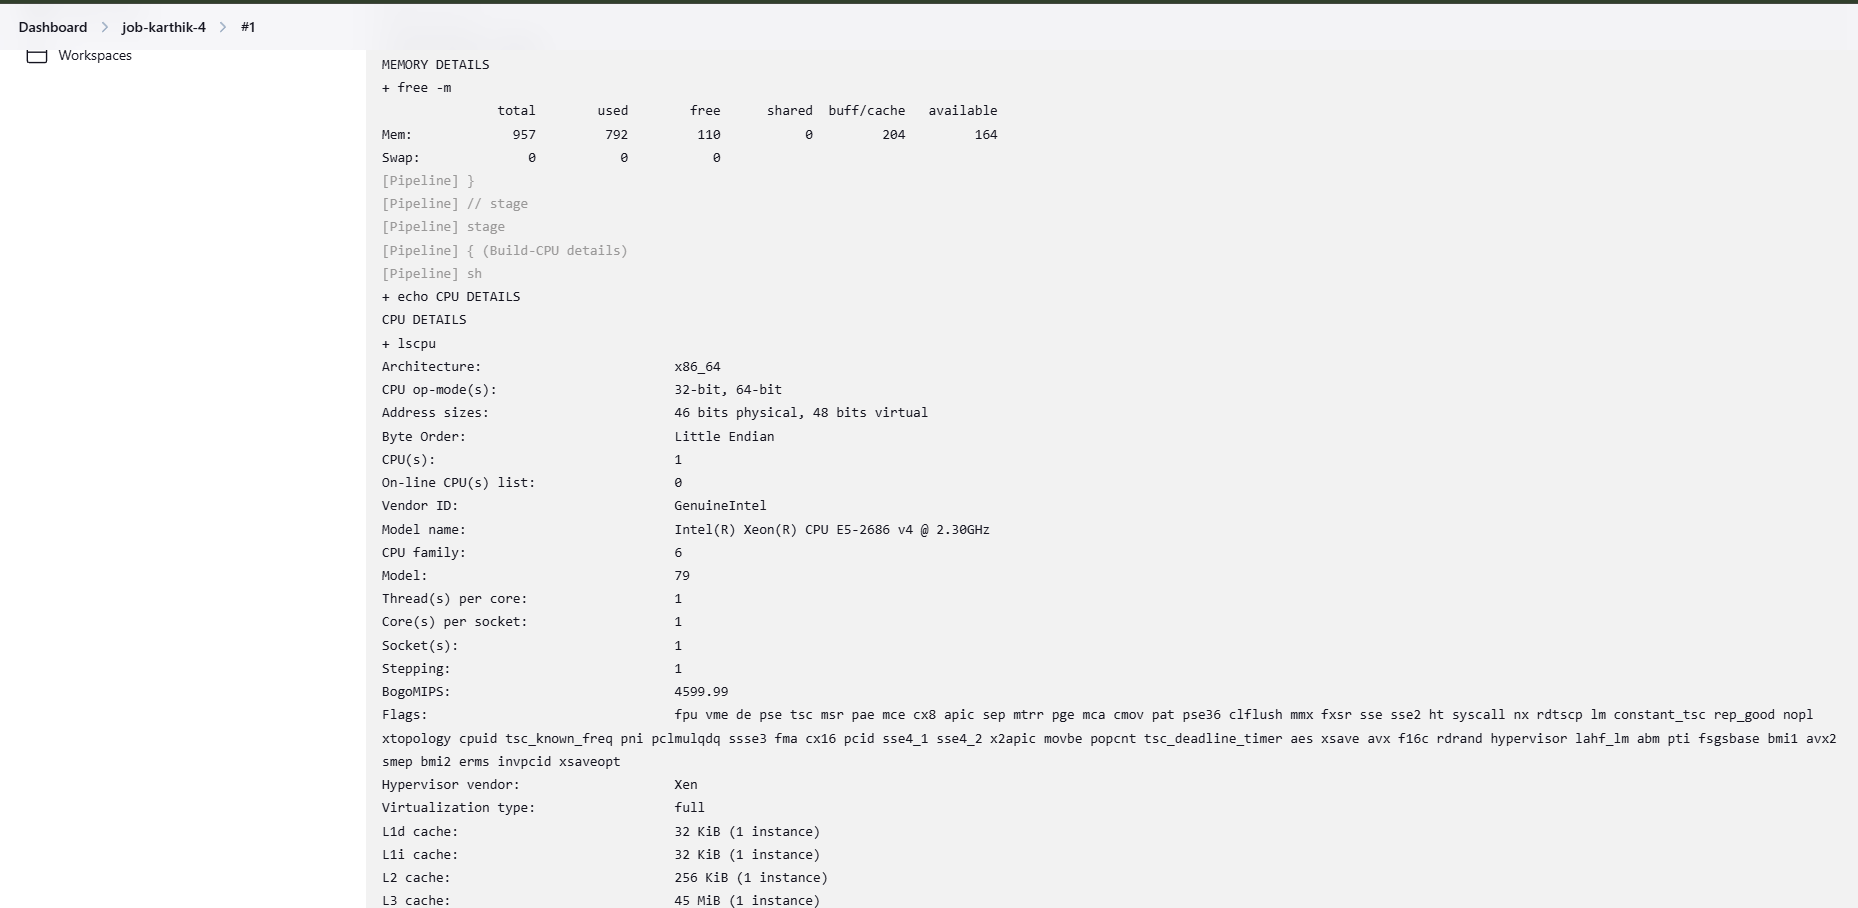 Dashboard > job-karthik-4 > #1
Workspaces
MEMORY DETAILS
+ free -m
total used free shared buff/cache available
Mem: 957 792 110 0 204 164
Swap: 0 0 0
[Pipeline] }
[Pipeline] // stage
[Pipeline] stage
[Pipeline] { (Build-CPU details)
[Pipeline] sh
+ echo CPU DETAILS
CPU DETAILS
+ lscpu
Architecture: x86_64
CPU op-mode(s): 32-bit, 64-bit
Address sizes: 46 bits physical, 48 bits virtual
Byte Order: Little Endian
CPU(s): 1
On-line CPU(s) list: 0
Vendor ID: GenuineIntel
Model name: Intel(R) Xeon(R) CPU E5-2686 v4 @ 2.30GHz
CPU family: 6
Model: 79
Thread(s) per core: 1
Core(s) per socket: 1
Socket(s): 1
Stepping: 1
BogoMIPS: 4599.99
Flags: fpu vme de pse tsc msr pae mce cx8 apic sep mtrr pge mca cmov pat pse36 clflush mmx fxsr sse sse2 ht syscall nx rdtscp lm constant_tsc rep_good nopl
xtopology cpuid tsc_known_freq pni pclmulqdq ssse3 fma cx16 pcid sse4_1 sse4_2 x2apic movbe popcnt tsc_deadline_timer aes xsave avx f16c rdrand hypervisor lahf_lm abm pti fsgsbase bmi1 avx2
smep bmi2 erms invpcid xsaveopt
Hypervisor vendor: Xen
Virtualization type: full
L1d cache: 32 KiB (1 instance)
L1i cache: 32 KiB (1 instance)
L2 cache: 256 KiB (1 instance)
L3 cache: 45 MiB (1 instance)